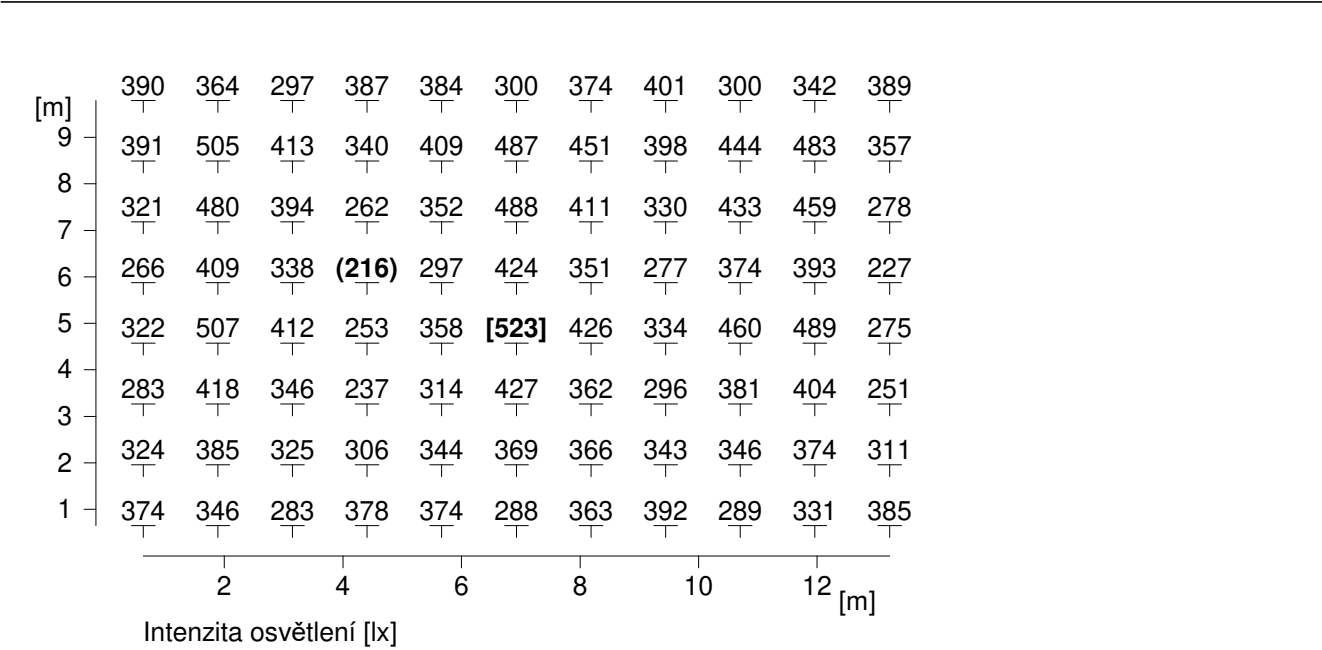 390 364 297 387 384 300 374 401 300 342 389
[m]
9 391 505 413 340 409 487 451 398 444 483 357
8
321 480 394 262 352 488 411 330 433 459 278
7
6 266 409 338 (216) 297 424 351 277 374 393 227
5 322 507 412 253 358 [523] 426 334 460 489 275
4
283 418 346 237 314 427 362 296 381 404 251
3
2 324 385 325 306 344 369 366 343 346 374 311
1 374 346 283 378 374 288 363 392 289 331 385
2 4 6 8 10 12 [m]
Intenzita osvětlení [lx]